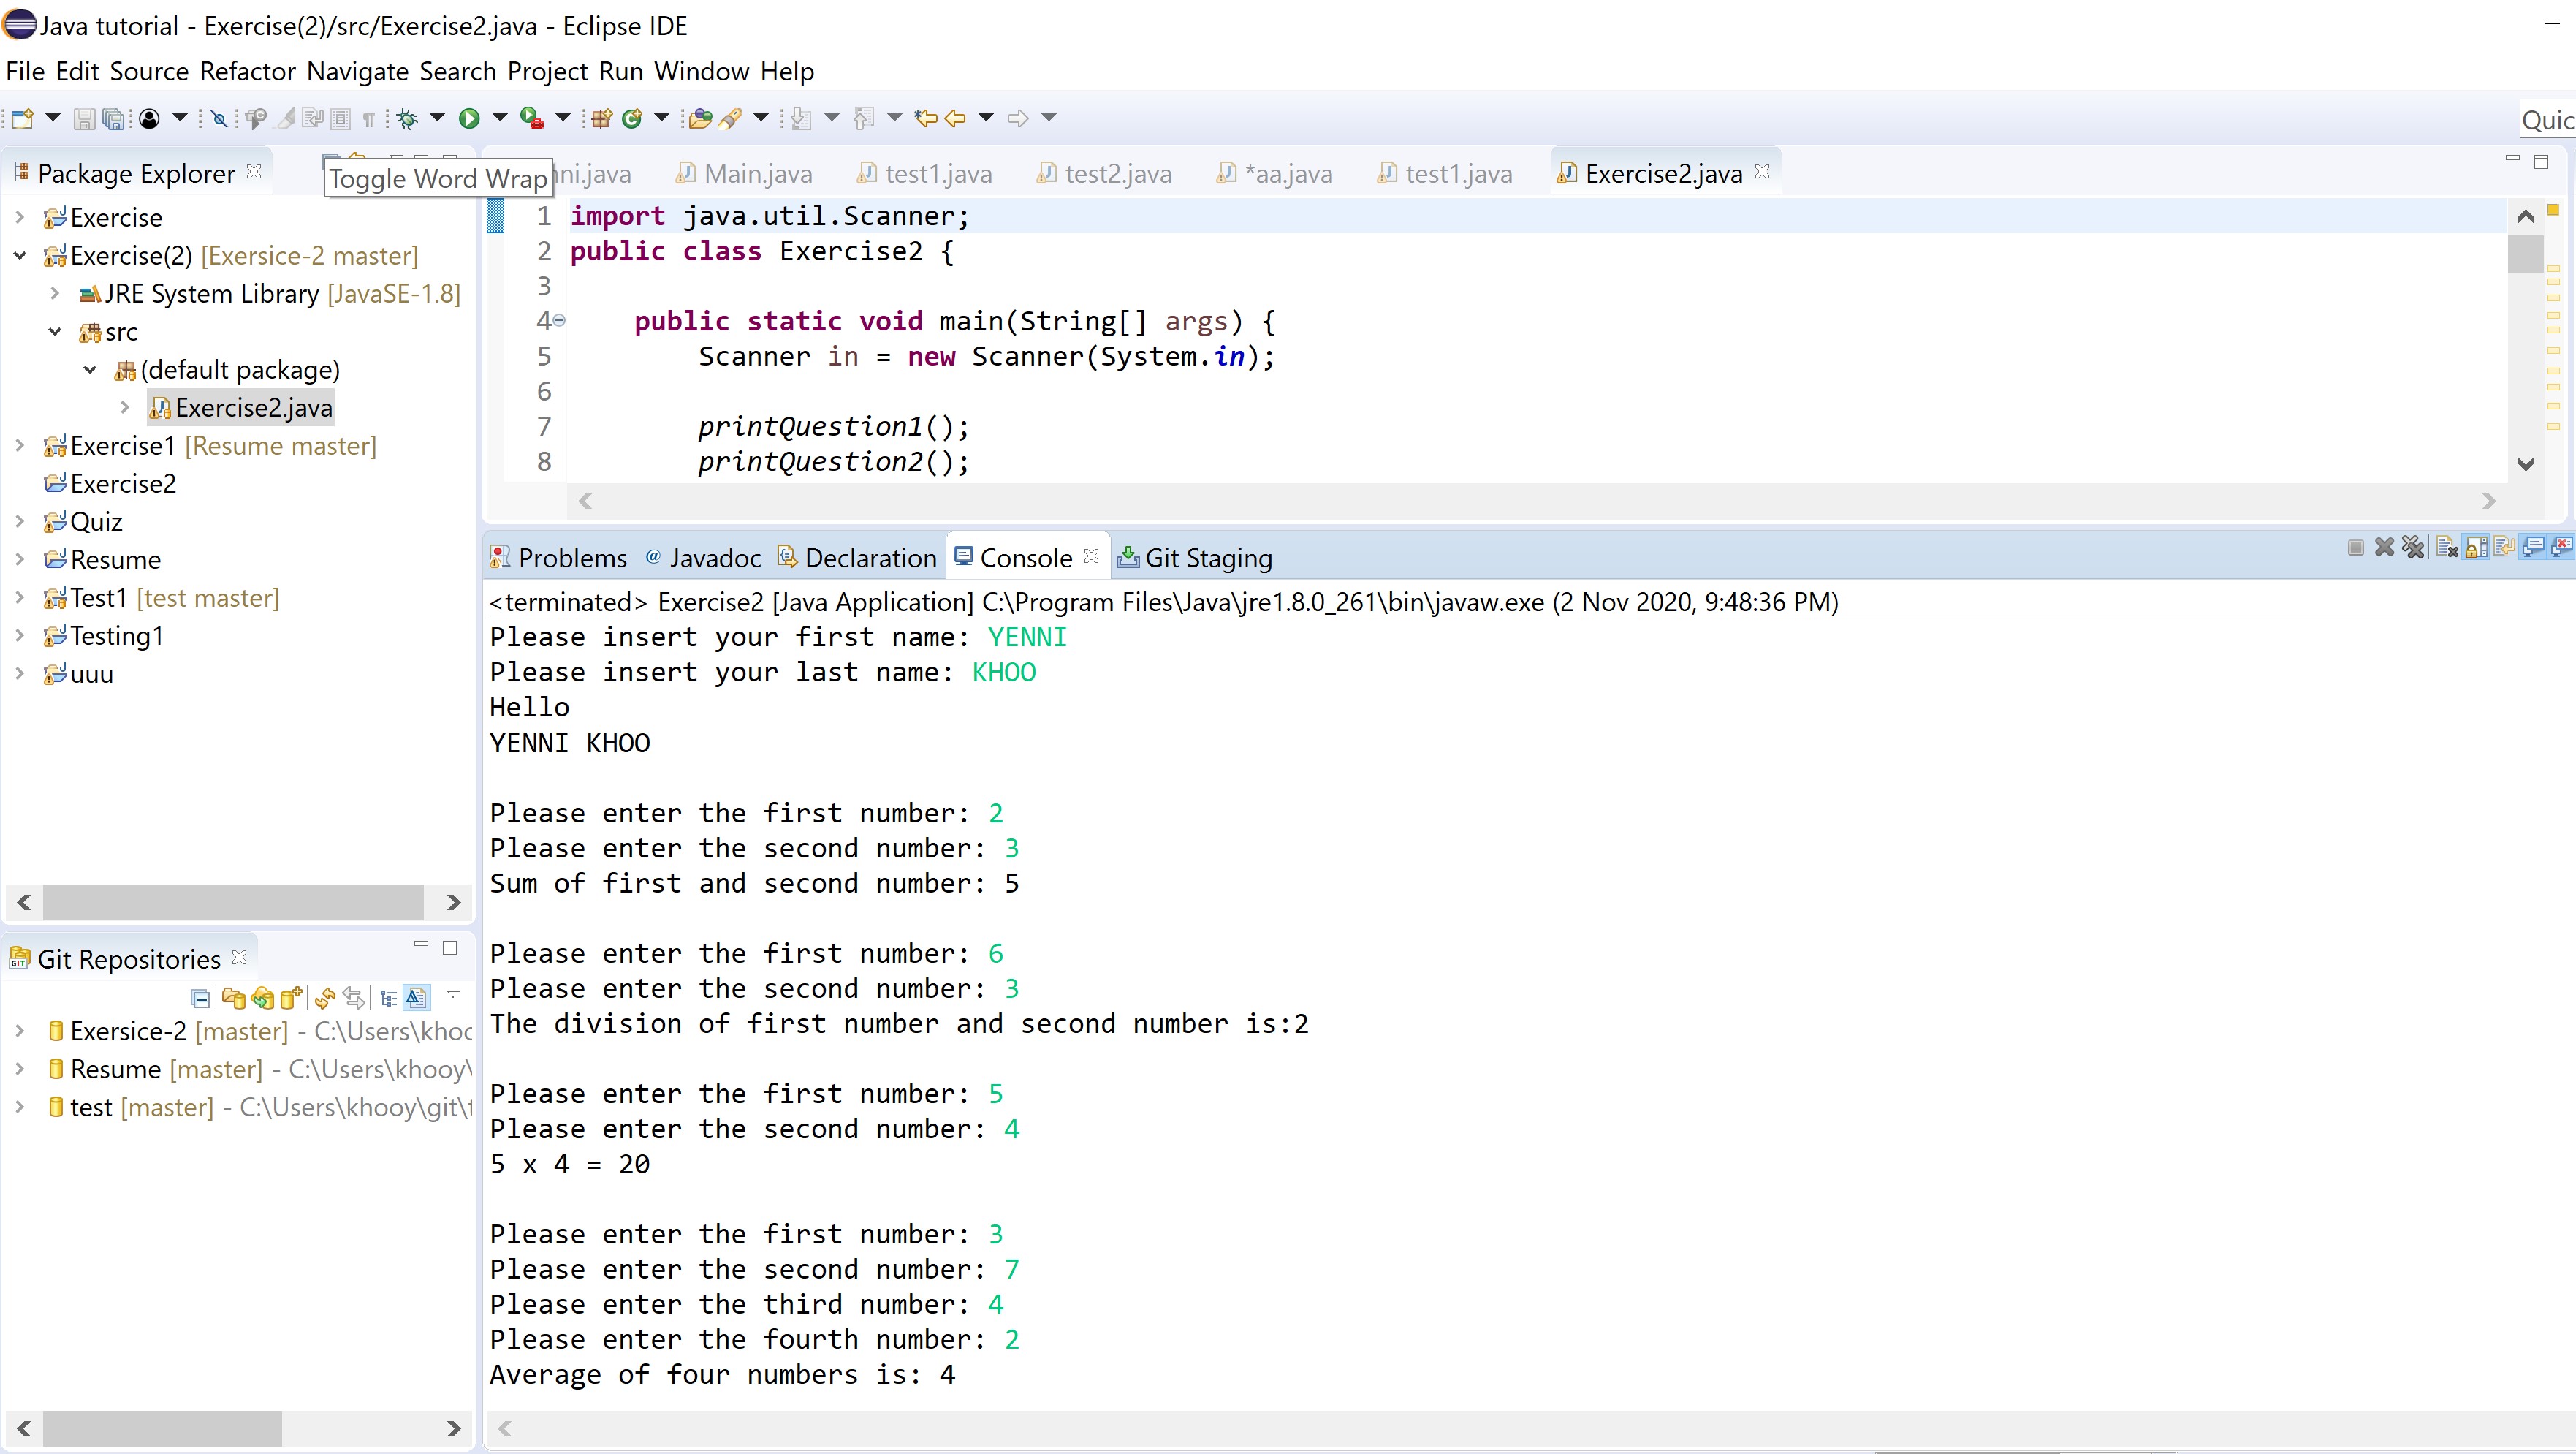 Java tutorial - Exercise(2)/src/Exercise2.java - Eclipse IDE
File Edit Source Refactor Navigate Search Project Run Window Help
Quic
Package Explorer
Toggle Word Wrap
ni.java Main.java test1.java test2.java *aa.java test1.java Exercise2.java
Exercise
Exercise(2) [Exersice-2 master]
JRE System Library [JavaSE-1.8]
src
(default package)
Exercise2.java
Exercise1 [Resume master]
Exercise2
Quiz
Resume
Test1 [test master]
Testing1
uuu
1 import java.util.Scanner;
2 public class Exercise2 {
3
4 public static void main(String[] args) {
5 Scanner in = new Scanner(System.in);
6
7 printQuestion1();
8 printQuestion2();
Problems @ Javadoc Declaration Console Git Staging
<terminated> Exercise2 [Java Application] C:\Program Files\Java\jre1.8.0_261\bin\javaw.exe (2 Nov 2020, 9:48:36 PM)
Please insert your first name: YENNI
Please insert your last name: KHOO
Hello
YENNI KHOO
Please enter the first number: 2
Please enter the second number: 3
Sum of first and second number: 5
Please enter the first number: 6
Please enter the second number: 3
The division of first number and second number is:2
Please enter the first number: 5
Please enter the second number: 4
5 x 4 = 20
Please enter the first number: 3
Please enter the second number: 7
Please enter the third number: 4
Please enter the fourth number: 2
Average of four numbers is: 4
Git Repositories
GIT
Exersice-2 [master] - C:\Users\khoo
Resume [master] - C:\Users\khooy\
test [master] - C:\Users\khooy\git\t